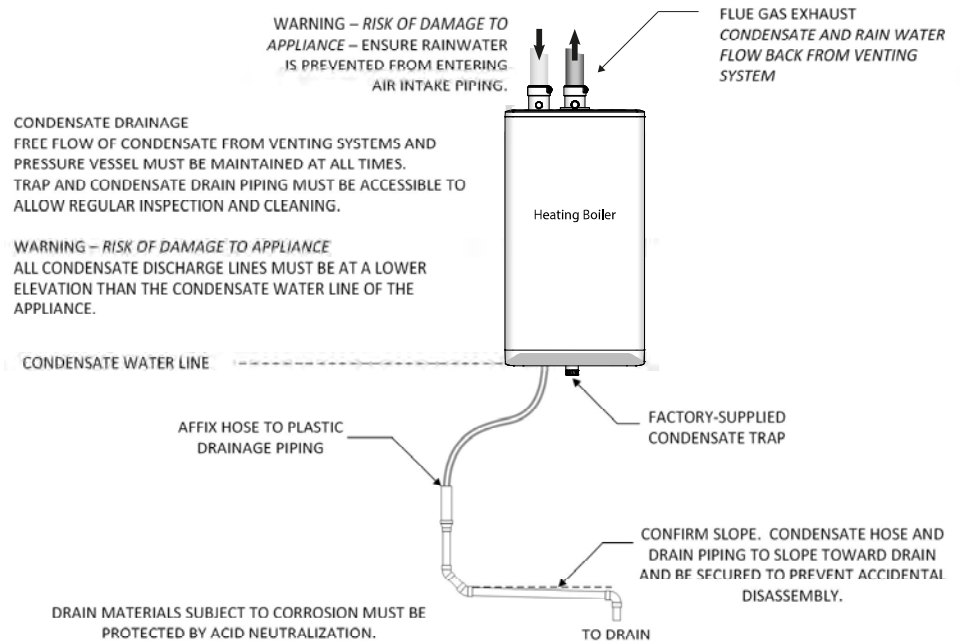 WARNING – RISK OF DAMAGE TO
APPLIANCE – ENSURE RAINWATER
IS PREVENTED FROM ENTERING
AIR INTAKE PIPING.
FLUE GAS EXHAUST
CONDENSATE AND RAIN WATER
FLOW BACK FROM VENTING
SYSTEM
CONDENSATE DRAINAGE
FREE FLOW OF CONDENSATE FROM VENTING SYSTEMS AND
PRESSURE VESSEL MUST BE MAINTAINED AT ALL TIMES.
TRAP AND CONDENSATE DRAIN PIPING MUST BE ACCESSIBLE TO
ALLOW REGULAR INSPECTION AND CLEANING.
Heating Boiler
WARNING – RISK OF DAMAGE TO APPLIANCE
ALL CONDENSATE DISCHARGE LINES MUST BE AT A LOWER
ELEVATION THAN THE CONDENSATE WATER LINE OF THE
APPLIANCE.
CONDENSATE WATER LINE
AFFIX HOSE TO PLASTIC
DRAINAGE PIPING
FACTORY-SUPPLIED
CONDENSATE TRAP
CONFIRM SLOPE. CONDENSATE HOSE AND
DRAIN PIPING TO SLOPE TOWARD DRAIN
AND BE SECURED TO PREVENT ACCIDENTAL
DISASSEMBLY.
DRAIN MATERIALS SUBJECT TO CORROSION MUST BE
PROTECTED BY ACID NEUTRALIZATION.
TO DRAIN